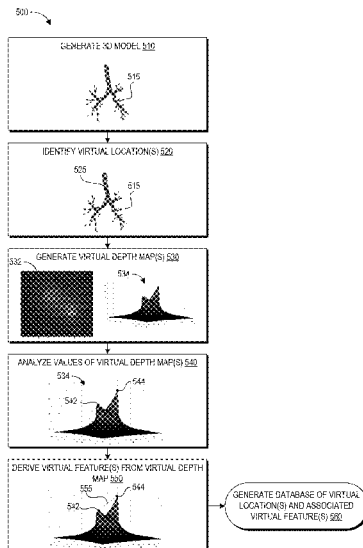 500
GENERATE 3D MODEL 510
515
IDENTIFY VIRTUAL LOCATION(S) 520
525
515
GENERATE VIRTUAL DEPTH MAP(S) 530
532
534
ANALYZE VALUES OF VIRTUAL DEPTH MAP(S) 540
534
544
542
DERIVE VIRTUAL FEATURE(S) FROM VIRTUAL DEPTH
MAP 550
555
544
542
GENERATE DATABASE OF VIRTUAL
LOCATION(S) AND ASSOCIATED
VIRTUAL FEATURE(S) 560